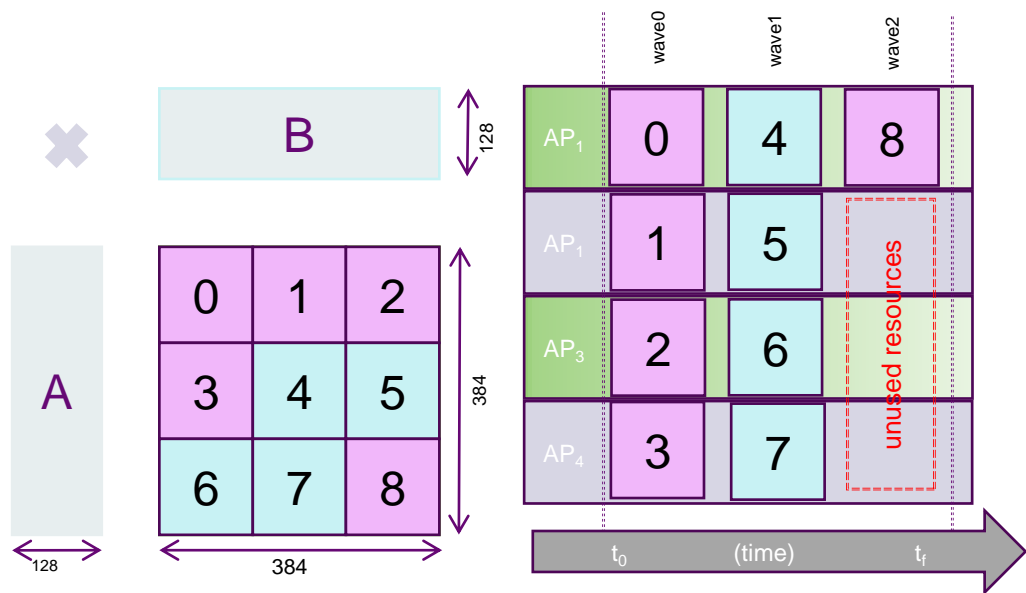 B
128
A
128
0 1 2
3 4 5
6 7 8
384
384
wave0
wave1
wave2
AP₁ 0 4 8
AP₁ 1 5
AP₃ 2 6
AP₄ 3 7
unused resources
t₀ (time) t_f